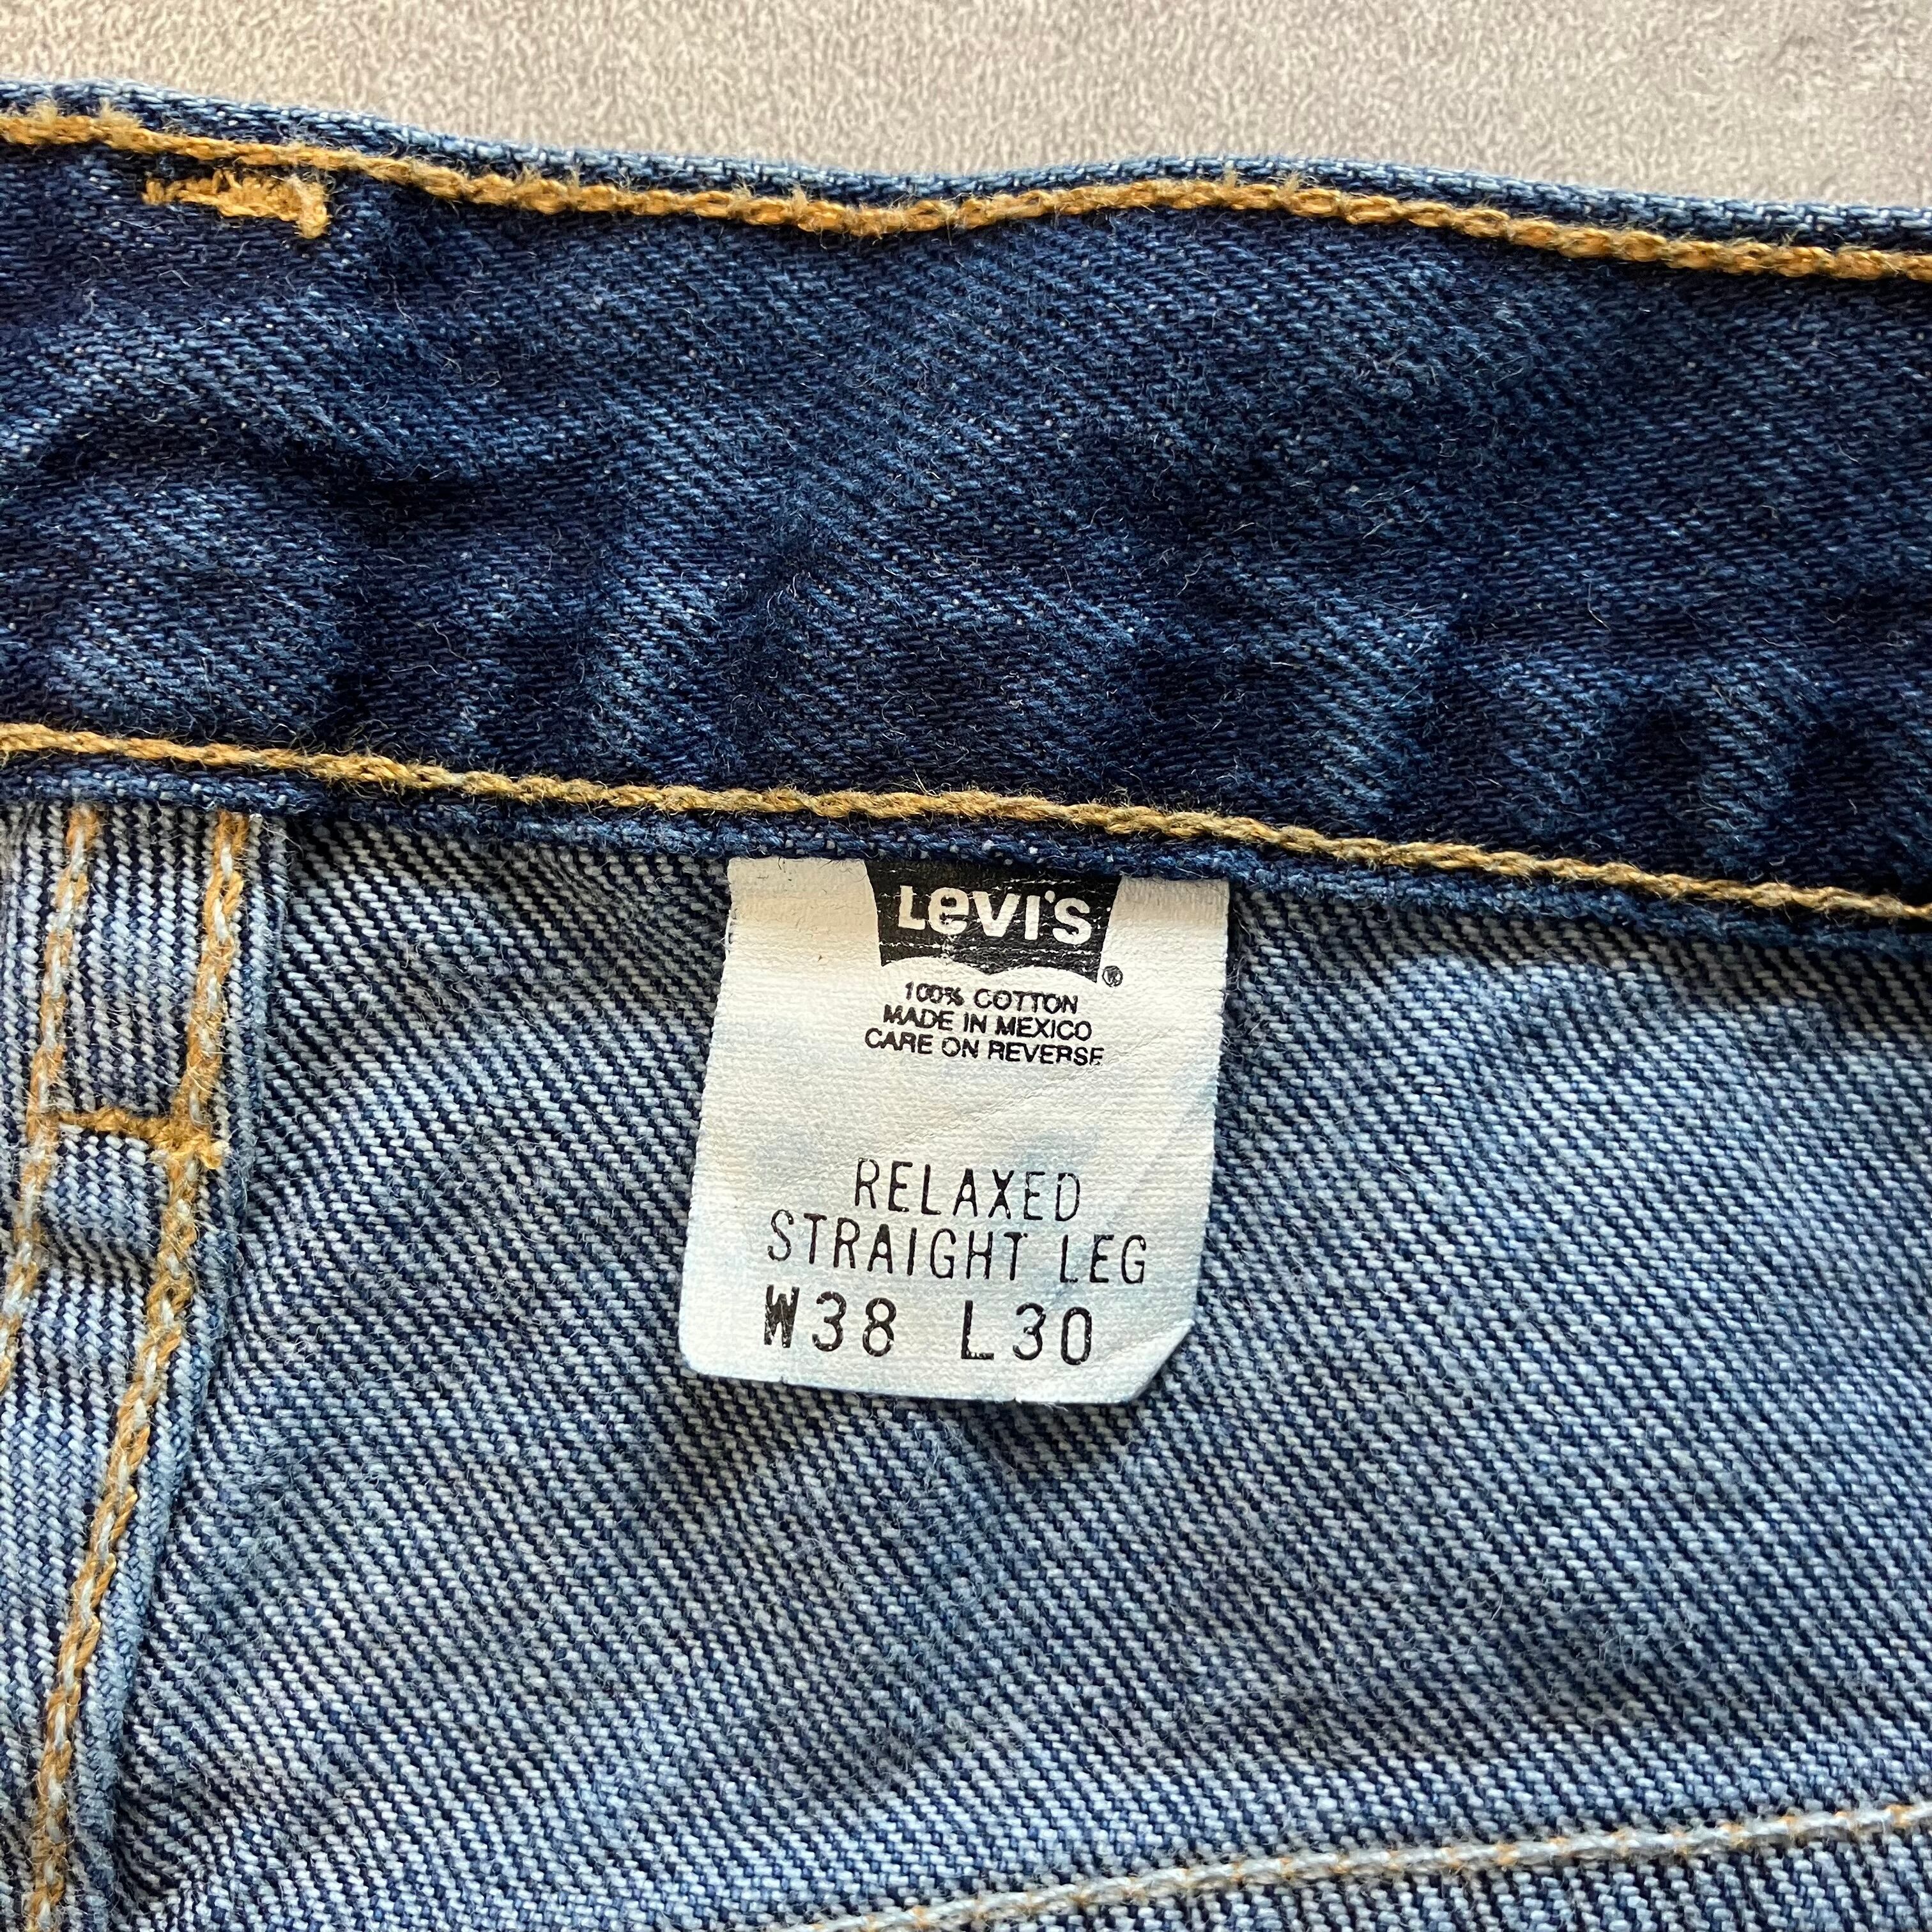 Levi's®
100% COTTON
MADE IN MEXICO
CARE ON REVERSE
RELAXED
STRAIGHT LEG
W38 L30